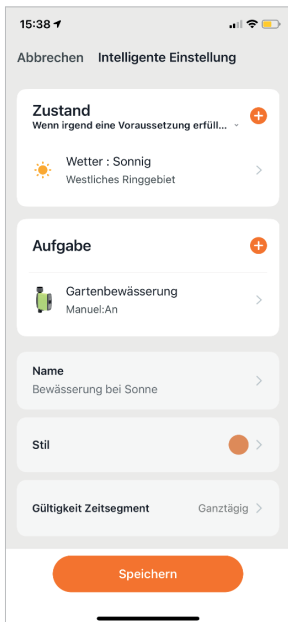 15:38
Abbrechen Intelligente Einstellung
Zustand
Wenn irgend eine Voraussetzung erfüll...
Wetter : Sonnig
Westliches Ringgebiet
Aufgabe
Gartenbewässerung
Manuel:An
Name
Bewässerung bei Sonne
Stil
Gültigkeit Zeitsegment Ganztägig
Speichern